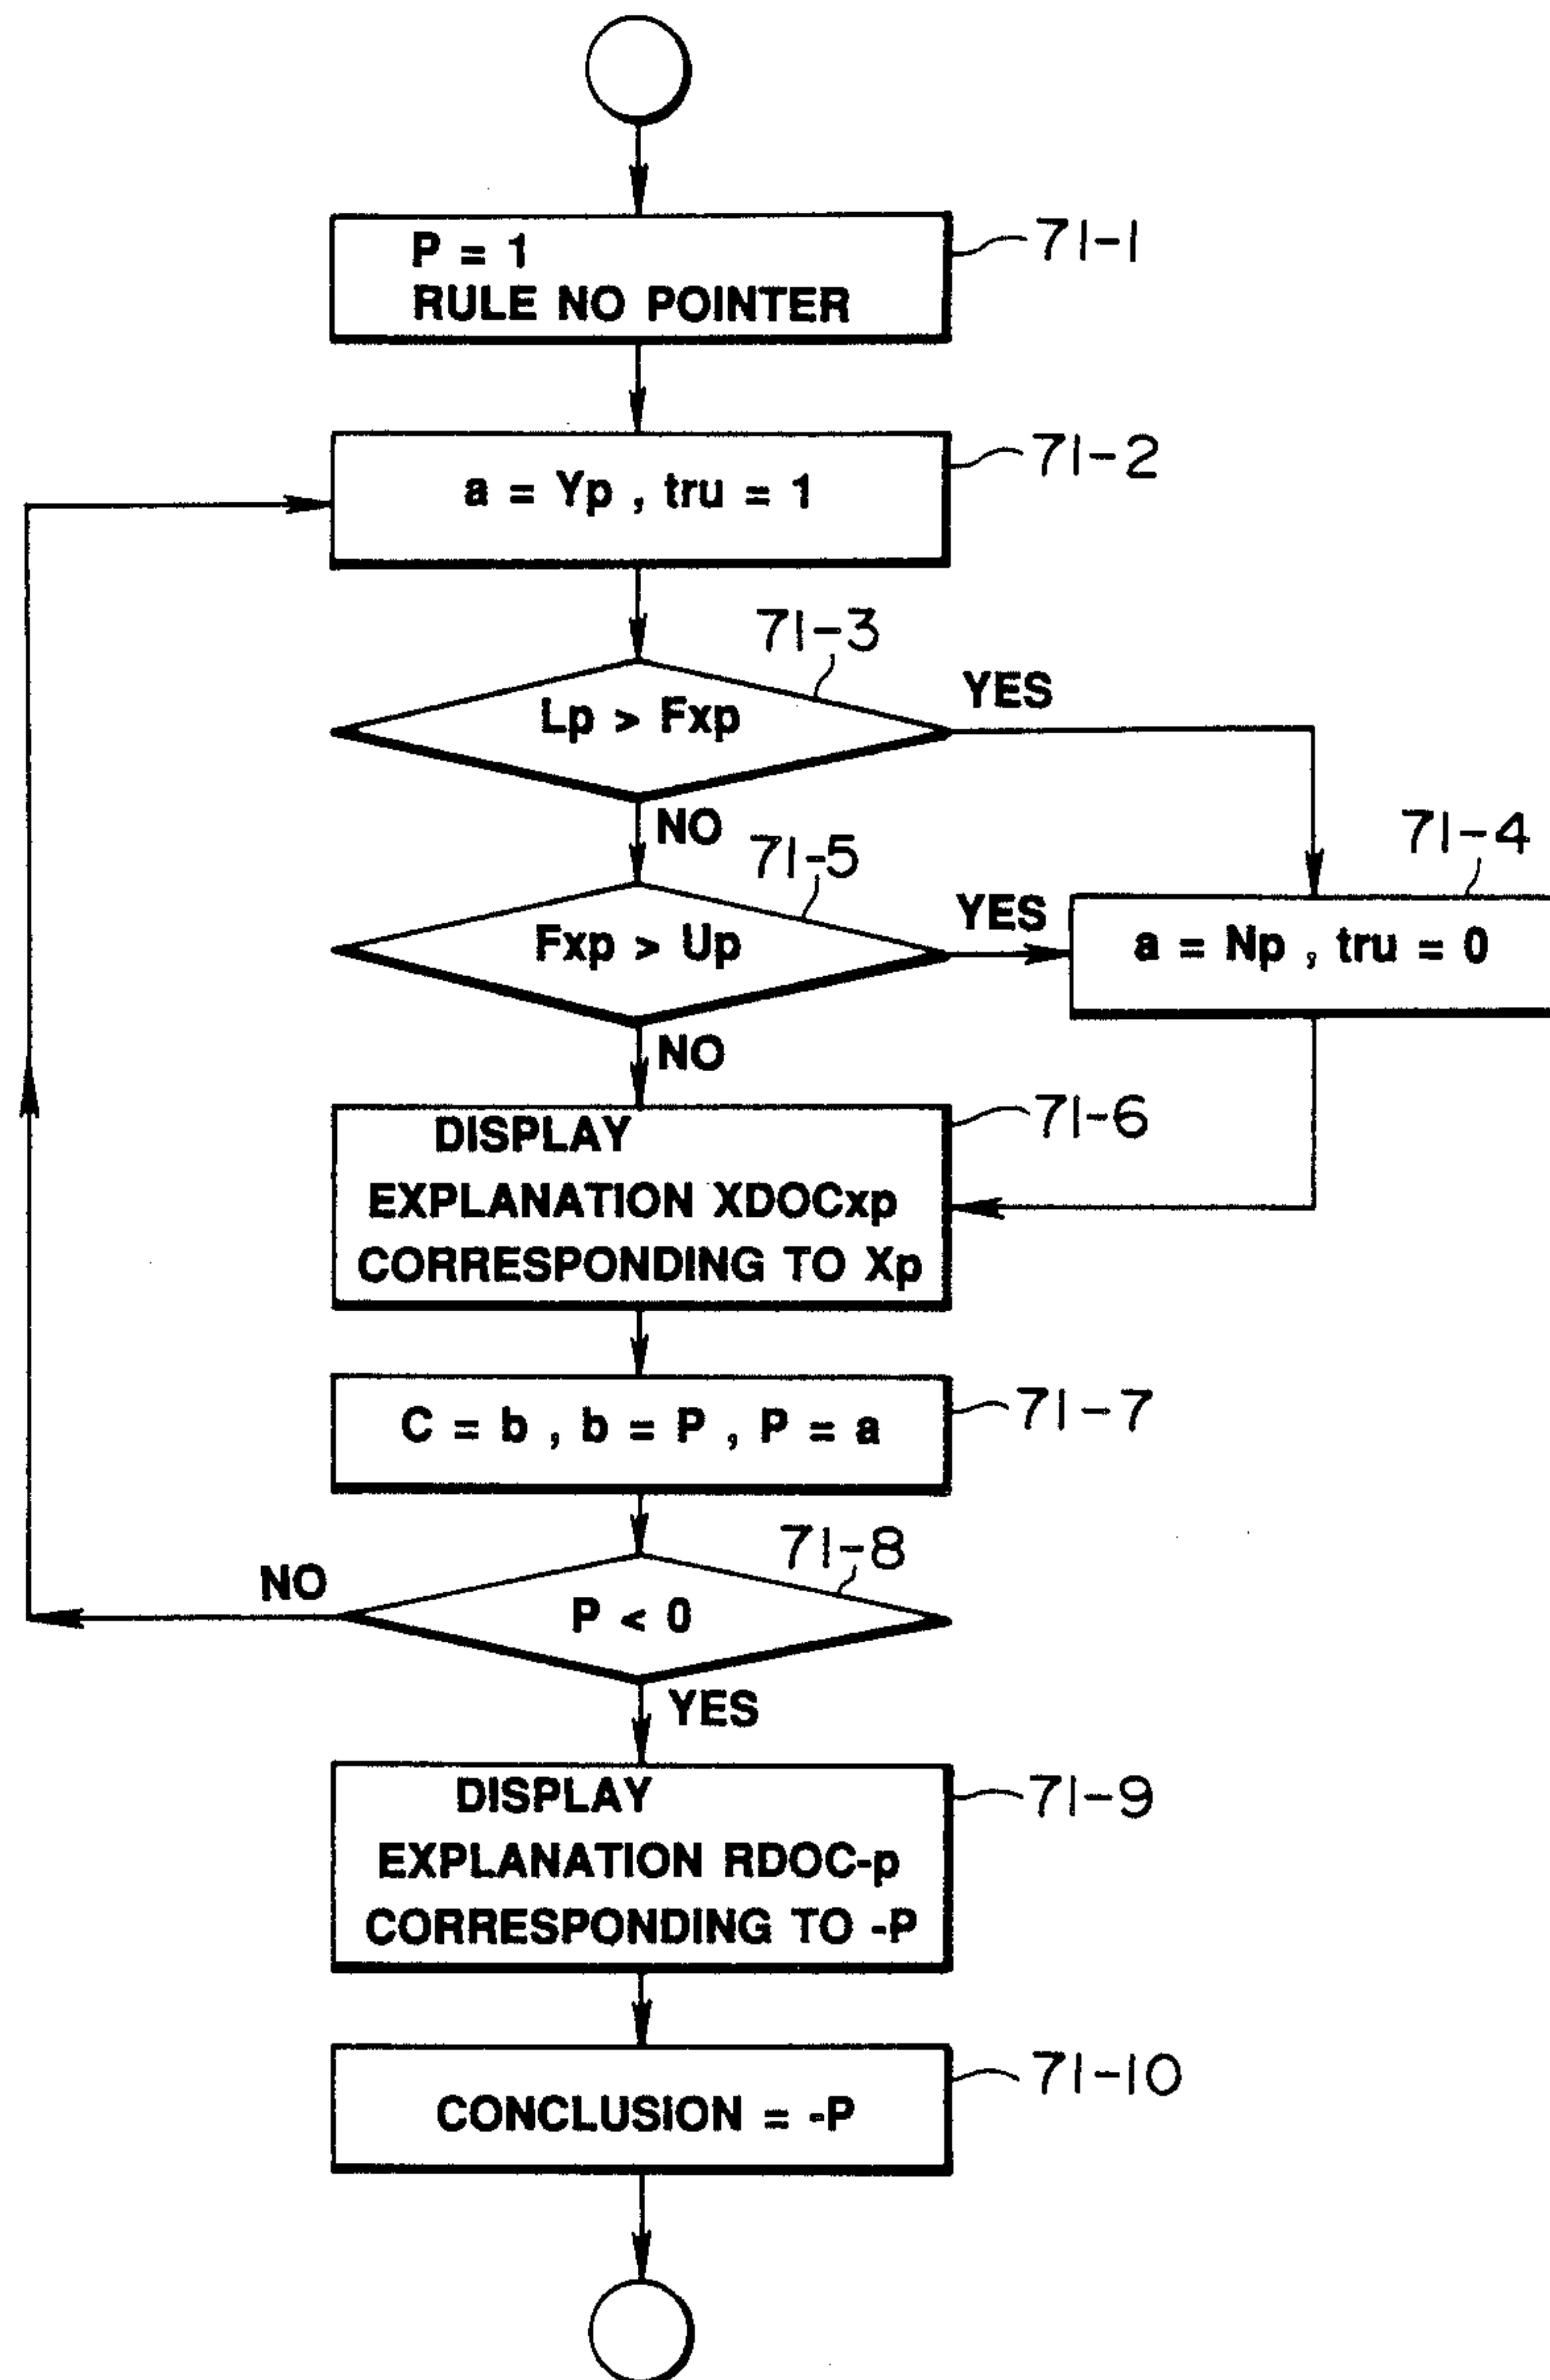 P = 1
RULE NO POINTER
71-1
a = Yp , tru = 1
71-2
71-3
Lp > Fxp
YES
NO
71-5
Fxp > Up
YES
71-4
a = Np , tru = 0
NO
DISPLAY
EXPLANATION XDOCxp
CORRESPONDING TO Xp
71-6
C = b , b = P , P = a
71-7
71-8
NO
P < 0
YES
DISPLAY
EXPLANATION RDOC-p
CORRESPONDING TO -P
71-9
CONCLUSION = -P
71-10